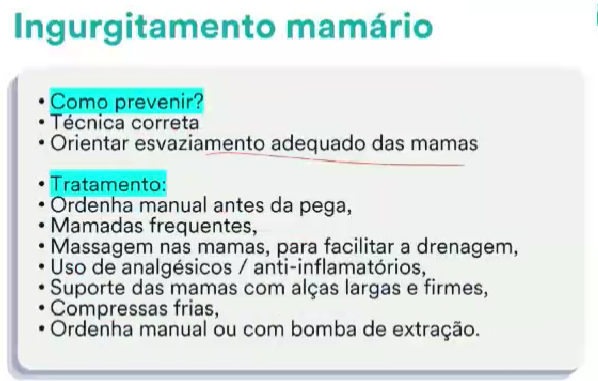 Ingurgitamento mamário
• Como prevenir?
• Técnica correta
• Orientar esvaziamento adequado das mamas
• Tratamento:
• Ordenha manual antes da pega,
• Mamadas frequentes,
• Massagem nas mamas, para facilitar a drenagem,
• Uso de analgésicos / anti-inflamatórios,
• Suporte das mamas com alças largas e firmes,
• Compressas frias,
• Ordenha manual ou com bomba de extração.